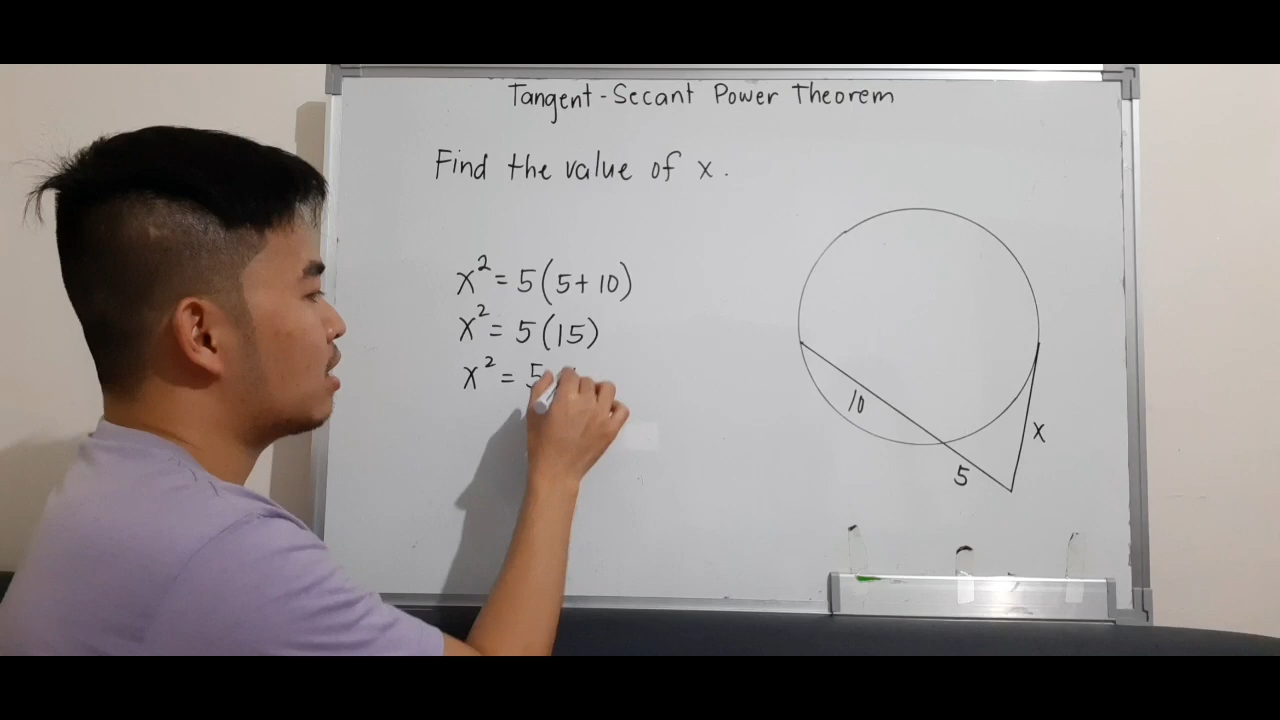 Tangent-Secant Power Theorem
Find the value of x.
x² = 5(5+10)
x² = 5(15)
x² = 5
10
x
5